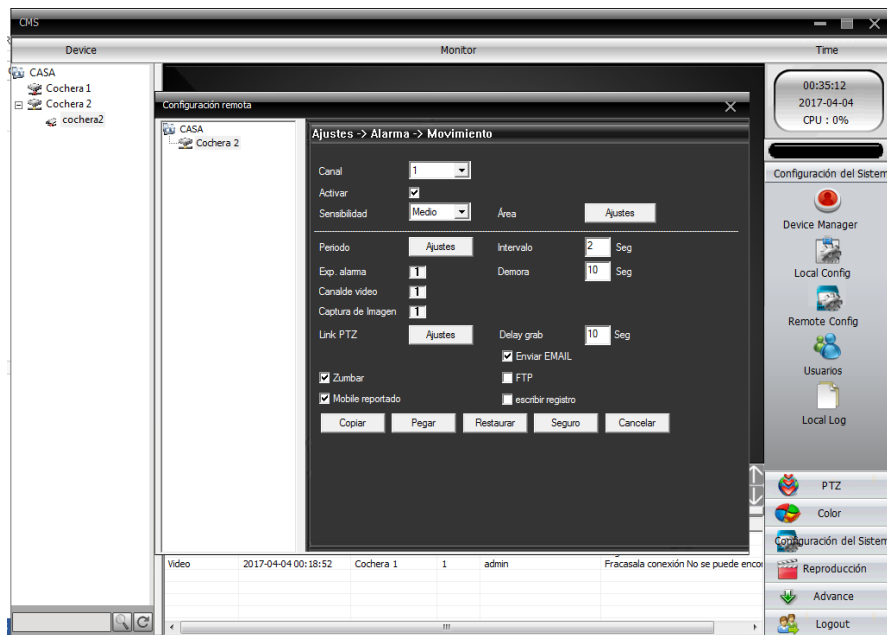 CMS
Device Monitor Time
CASA
Cochera 1
Cochera 2
cochera2
00:35:12
2017-04-04
CPU : 0%
Configuración remota
CASA
Cochera 2
Ajustes -> Alarma -> Movimiento
Canal 1
Activar
Sensibilidad Medio Área Ajustes
Periodo Ajustes Intervalo 2 Seg
Exp. alarma 1 Demora 10 Seg
Canalde video 1
Captura de Imagen 1
Link PTZ Ajustes Delay grab 10 Seg
Enviar EMAIL
Zumbar FTP
Mobile reportado escribir registro
Copiar Pegar Restaurar Seguro Cancelar
Configuración del Sistem
Device Manager
Local Config
Remote Config
Usuarios
Local Log
PTZ
Color
Configuración del Sistem
Reproducción
Advance
Logout
Video 2017-04-04 00:18:52 Cochera 1 1 admin Fracasala conexión No se puede encor